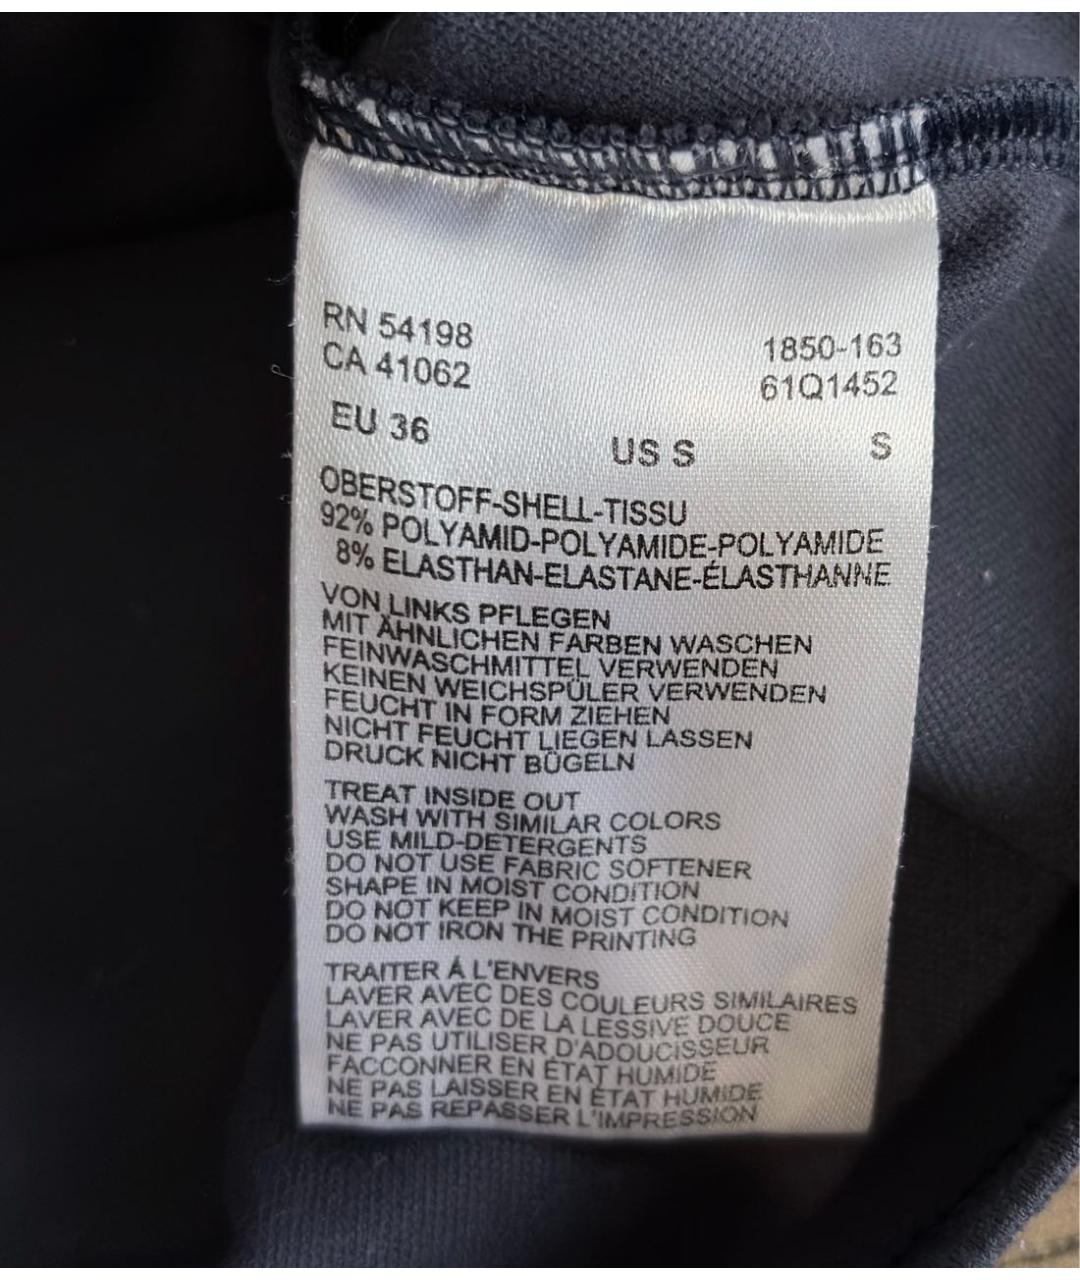 RN 54198
CA 41062
1850-163
61Q1452
EU 36 US S S
OBERSTOFF-SHELL-TISSU
92% POLYAMID-POLYAMIDE-POLYAMIDE
8% ELASTHAN-ELASTANE-ÉLASTHANNE
VON LINKS PFLEGEN
MIT ÄHNLICHEN FARBEN WASCHEN
FEINWASCHMITTEL VERWENDEN
KEINEN WEICHSPÜLER VERWENDEN
FEUCHT IN FORM ZIEHEN
NICHT FEUCHT LIEGEN LASSEN
DRUCK NICHT BÜGELN
TREAT INSIDE OUT
WASH WITH SIMILAR COLORS
USE MILD-DETERGENTS
DO NOT USE FABRIC SOFTENER
SHAPE IN MOIST CONDITION
DO NOT KEEP IN MOIST CONDITION
DO NOT IRON THE PRINTING
TRAITER Á L'ENVERS
LAVER AVEC DES COULEURS SIMILAIRES
LAVER AVEC DE LA LESSIVE DOUCE
NE PAS UTILISER D'ADOUCISSEUR
FACCONNER EN ÉTAT HUMIDE
NE PAS LAISSER EN ÉTAT HUMIDE
NE PAS REPASSER L'IMPRESSION